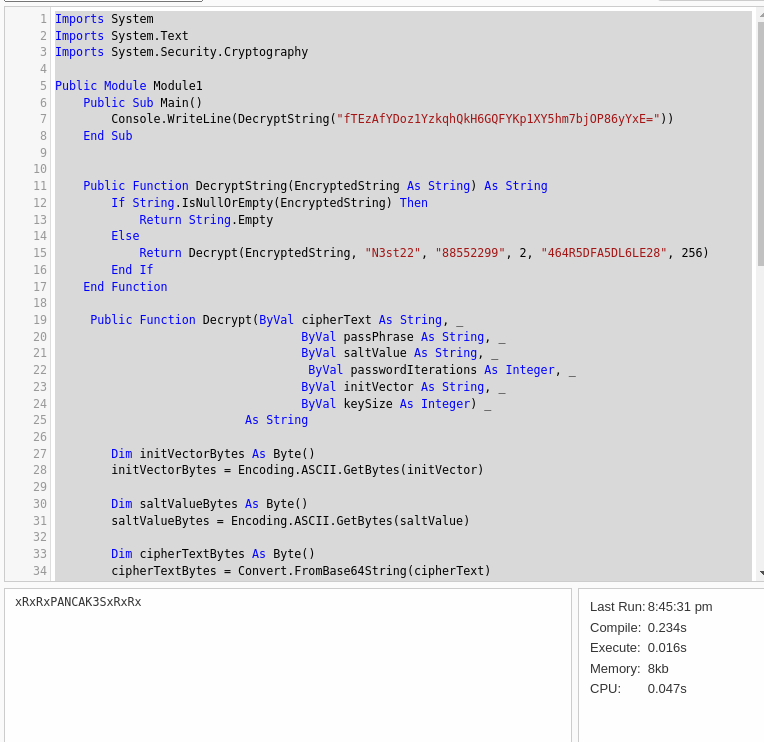 1 Imports System
2 Imports System.Text
3 Imports System.Security.Cryptography
4
5 Public Module Module1
6 Public Sub Main()
7 Console.WriteLine(DecryptString("fTEzAfYDoz1YzkqhQkH6GQFYKp1XY5hm7bjOP86yYxE="))
8 End Sub
9
10
11 Public Function DecryptString(EncryptedString As String) As String
12 If String.IsNullOrEmpty(EncryptedString) Then
13 Return String.Empty
14 Else
15 Return Decrypt(EncryptedString, "N3st22", "88552299", 2, "464R5DFA5DL6LE28", 256)
16 End If
17 End Function
18
19 Public Function Decrypt(ByVal cipherText As String, _
20 ByVal passPhrase As String, _
21 ByVal saltValue As String, _
22 ByVal passwordIterations As Integer, _
23 ByVal initVector As String, _
24 ByVal keySize As Integer) _
25 As String
26
27 Dim initVectorBytes As Byte()
28 initVectorBytes = Encoding.ASCII.GetBytes(initVector)
29
30 Dim saltValueBytes As Byte()
31 saltValueBytes = Encoding.ASCII.GetBytes(saltValue)
32
33 Dim cipherTextBytes As Byte()
34 cipherTextBytes = Convert.FromBase64String(cipherText)
xRxRxPANCAK3SxRxRx
Last Run: 8:45:31 pm
Compile: 0.234s
Execute: 0.016s
Memory: 8kb
CPU: 0.047s